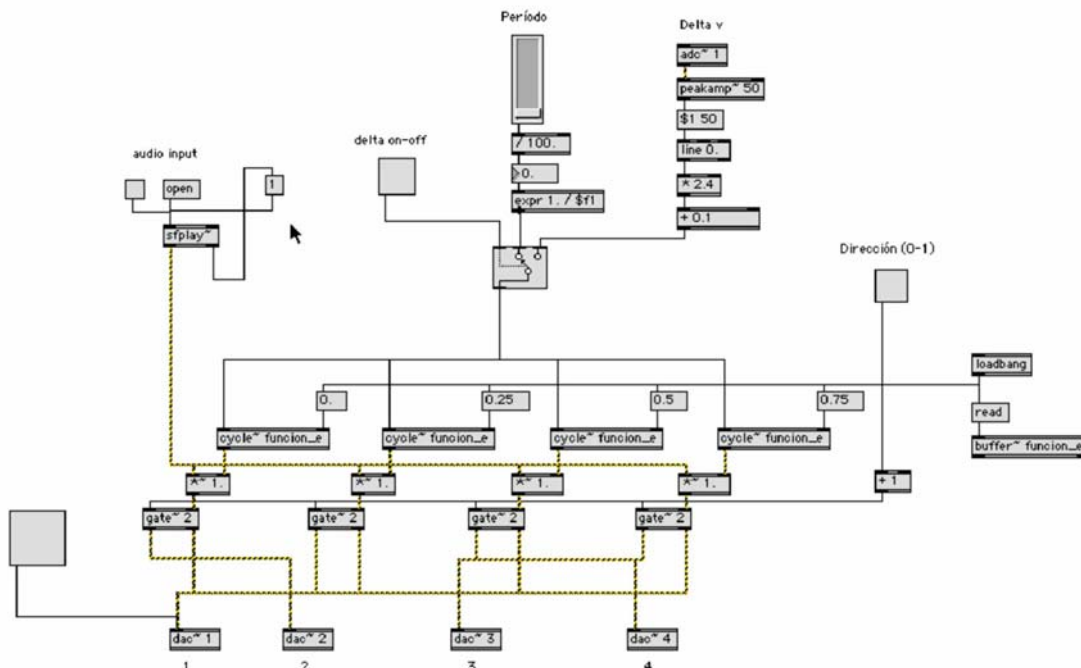 Período
Delta v
adc~ 1
peakamp~ 50
$1 50
line 0.
* 2.4
+ 0.1
/ 100.
0.
expr 1. / $f1
delta on-off
audio input
open
1
sfplay~
Dirección (0-1)
loadbang
read
buffer~ funcion_e
0.
0.25
0.5
0.75
cycle~ funcion_e
cycle~ funcion_e
cycle~ funcion_e
cycle~ funcion_e
*~ 1.
*~ 1.
*~ 1.
*~ 1.
+ 1
gate~ 2
gate~ 2
gate~ 2
gate~ 2
dac~ 1
dac~ 2
dac~ 3
dac~ 4
1
2
3
4